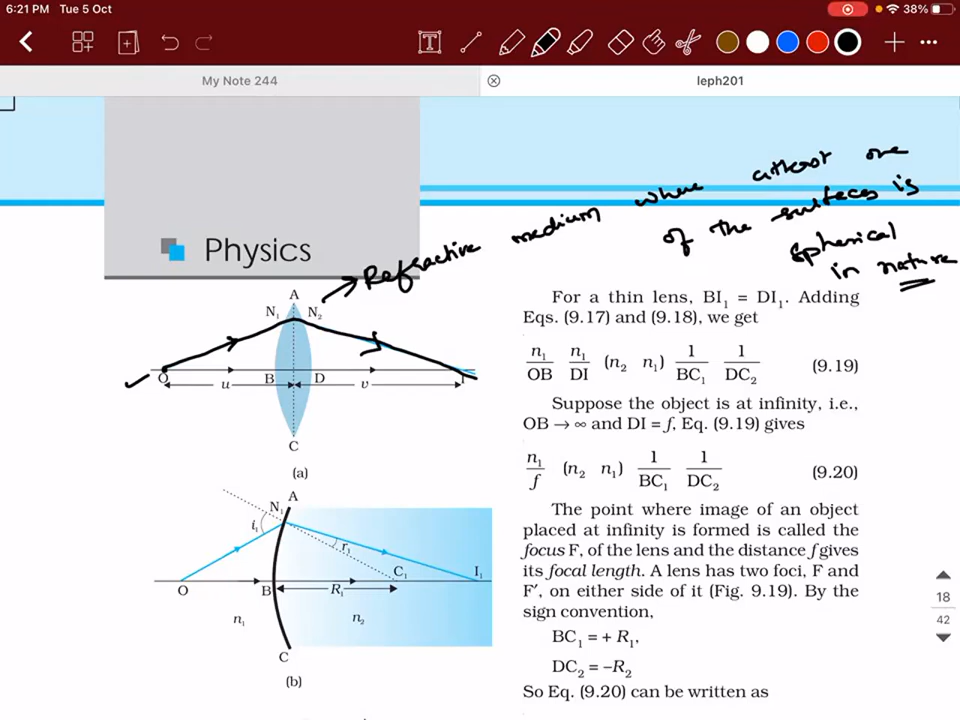 6:21 PM Tue 5 Oct
38%
My Note 244
leph201
Physics
Refractive medium where atleast one
of the surfaces is
spherical
in nature
A
N₁ N₂
O B D I
u v
C
(a)
A
N₁
i₁
r₁
C₁ I₁
O B R₁
n₁ n₂
C
(b)
For a thin lens, BI₁ = DI₁. Adding
Eqs. (9.17) and (9.18), we get
n₁/OB n₁/DI (n₂ n₁) 1/BC₁ 1/DC₂ (9.19)
Suppose the object is at infinity, i.e.,
OB → ∞ and DI = f, Eq. (9.19) gives
n₁/f (n₂ n₁) 1/BC₁ 1/DC₂ (9.20)
The point where image of an object
placed at infinity is formed is called the
focus F, of the lens and the distance f gives
its focal length. A lens has two foci, F and
F′, on either side of it (Fig. 9.19). By the
sign convention,
BC₁ = + R₁,
DC₂ = –R₂
So Eq. (9.20) can be written as
18
42